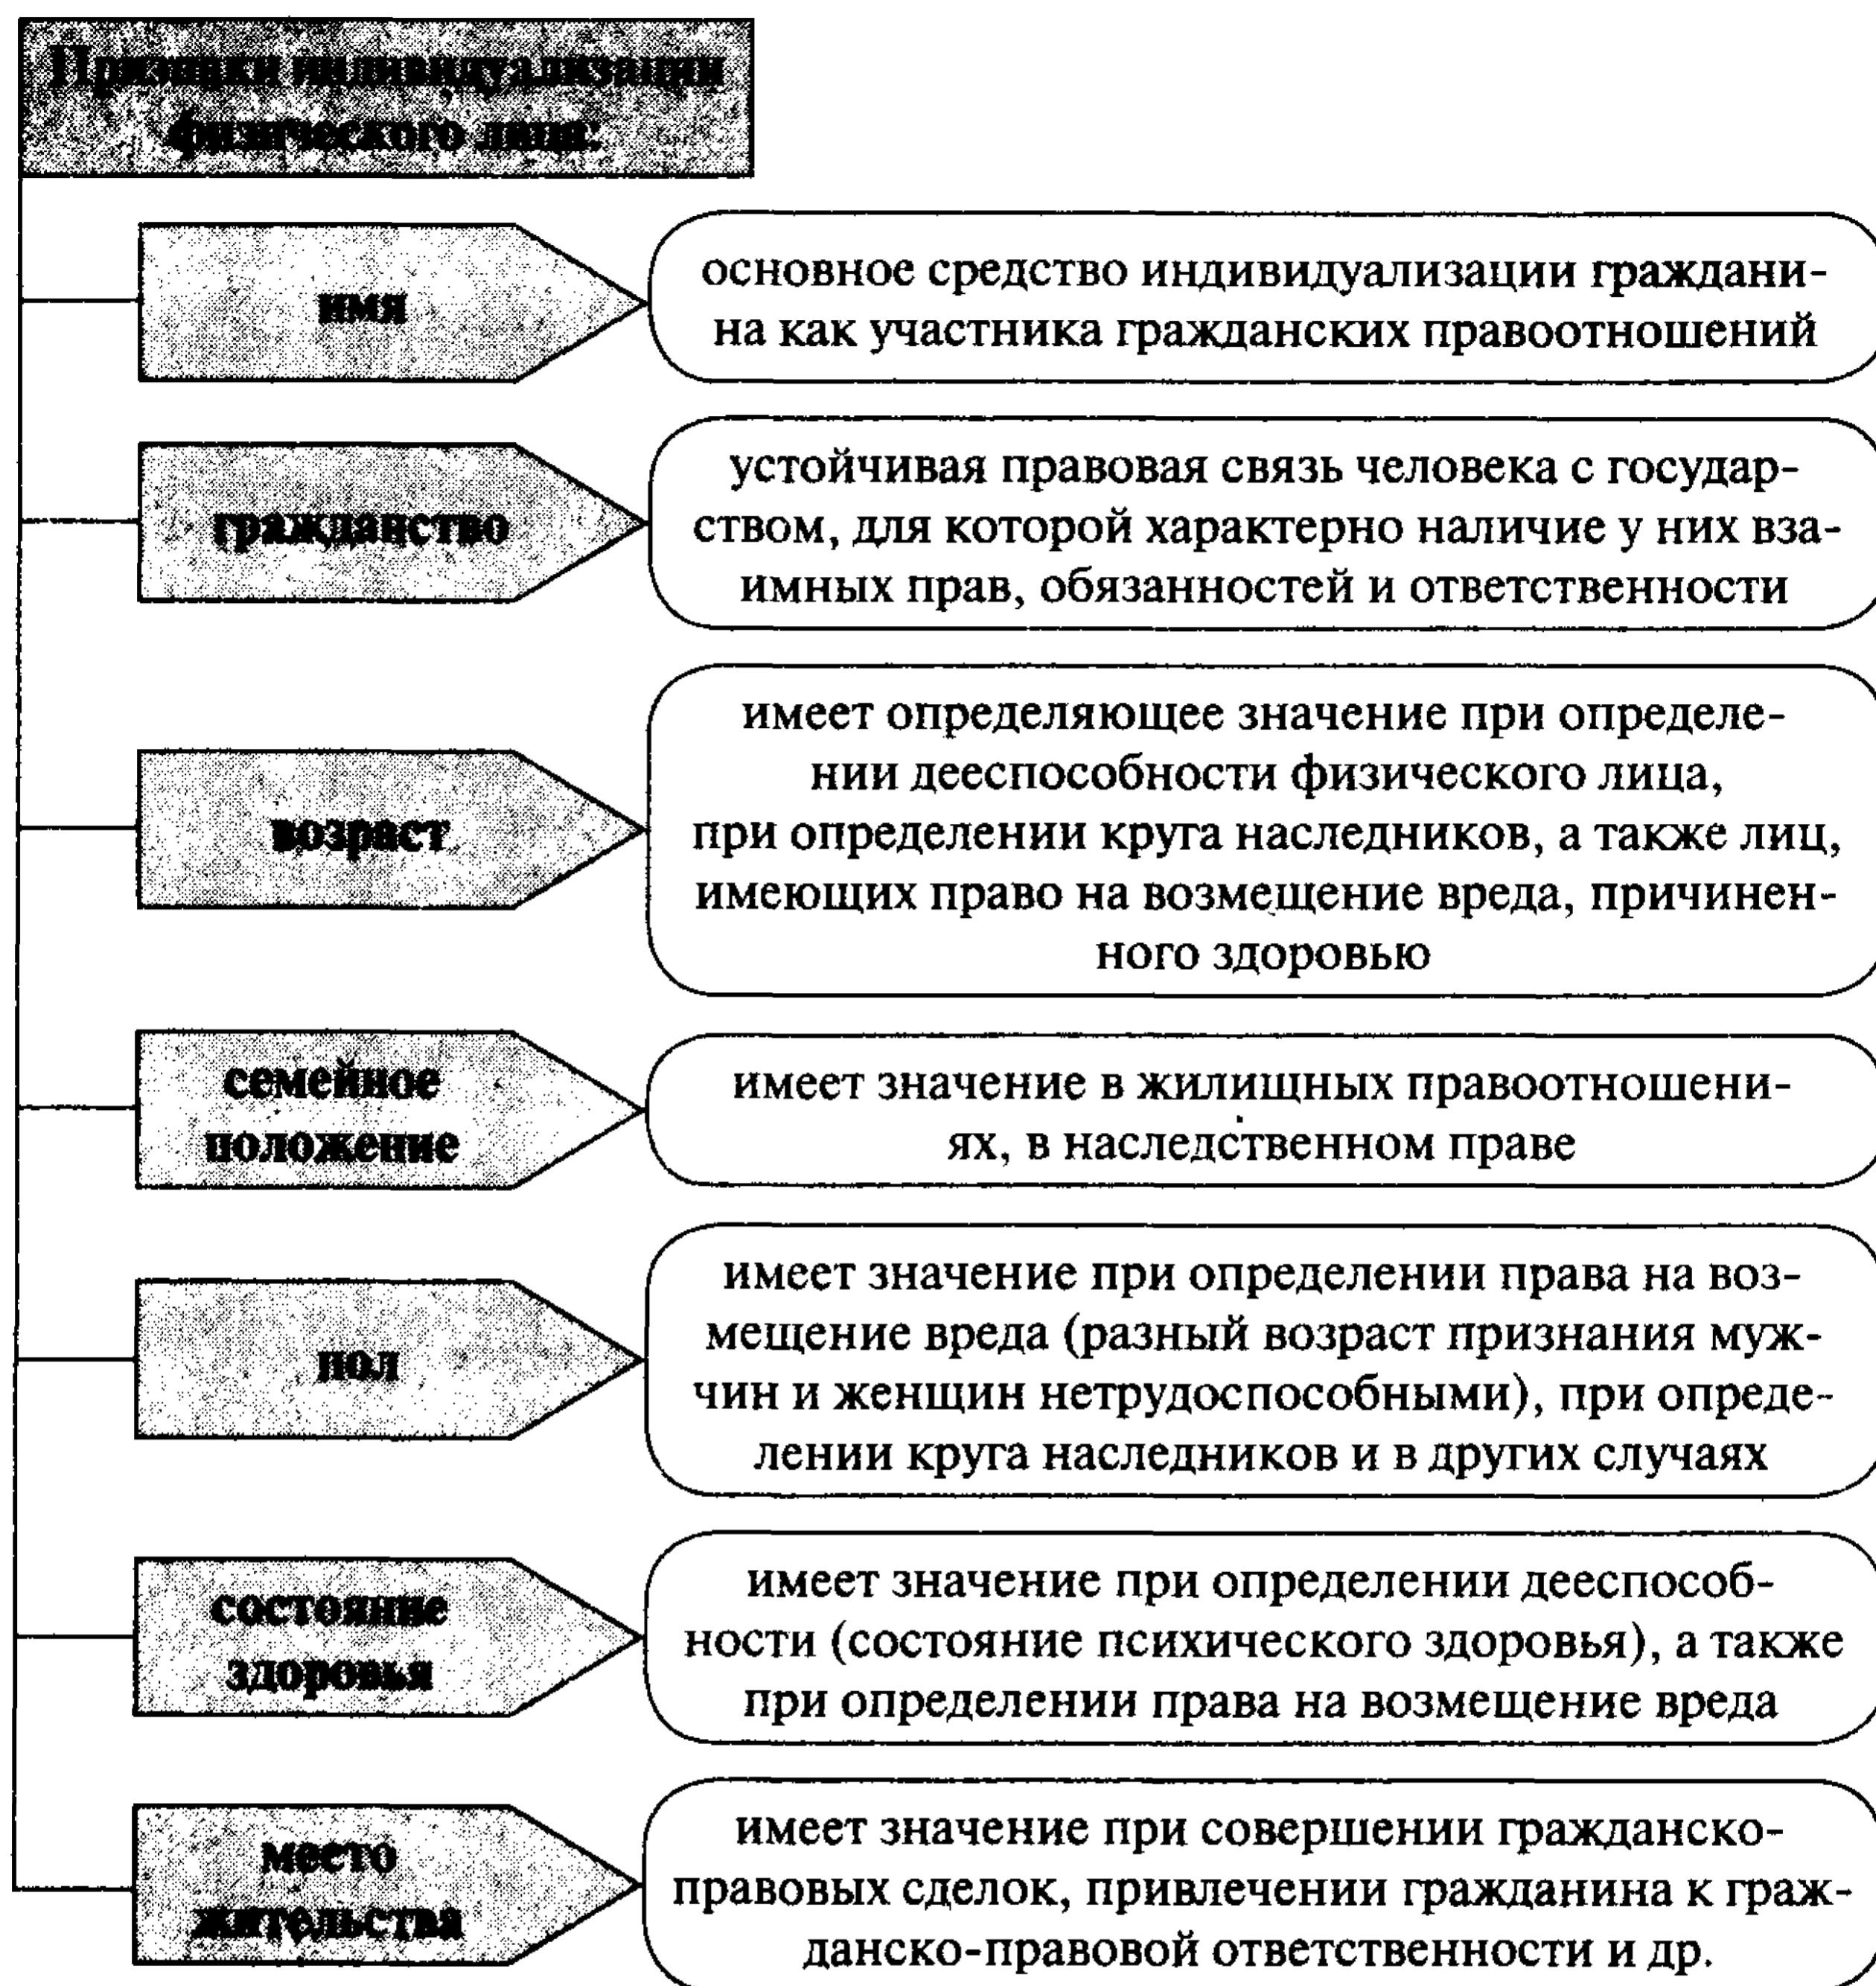 Признаки индивидуализации
физического лица:
имя
основное средство индивидуализации граждани-
на как участника гражданских правоотношений
гражданство
устойчивая правовая связь человека с государ-
ством, для которой характерно наличие у них вза-
имных прав, обязанностей и ответственности
возраст
имеет определяющее значение при определе-
нии дееспособности физического лица,
при определении круга наследников, а также лиц,
имеющих право на возмещение вреда, причинен-
ного здоровью
семейное
положение
имеет значение в жилищных правоотношени-
ях, в наследственном праве
пол
имеет значение при определении права на воз-
мещение вреда (разный возраст признания муж-
чин и женщин нетрудоспособными), при опреде-
лении круга наследников и в других случаях
состояние
здоровья
имеет значение при определении дееспособ-
ности (состояние психического здоровья), а также
при определении права на возмещение вреда
место
жительства
имеет значение при совершении гражданско-
правовых сделок, привлечении гражданина к граж-
данско-правовой ответственности и др.